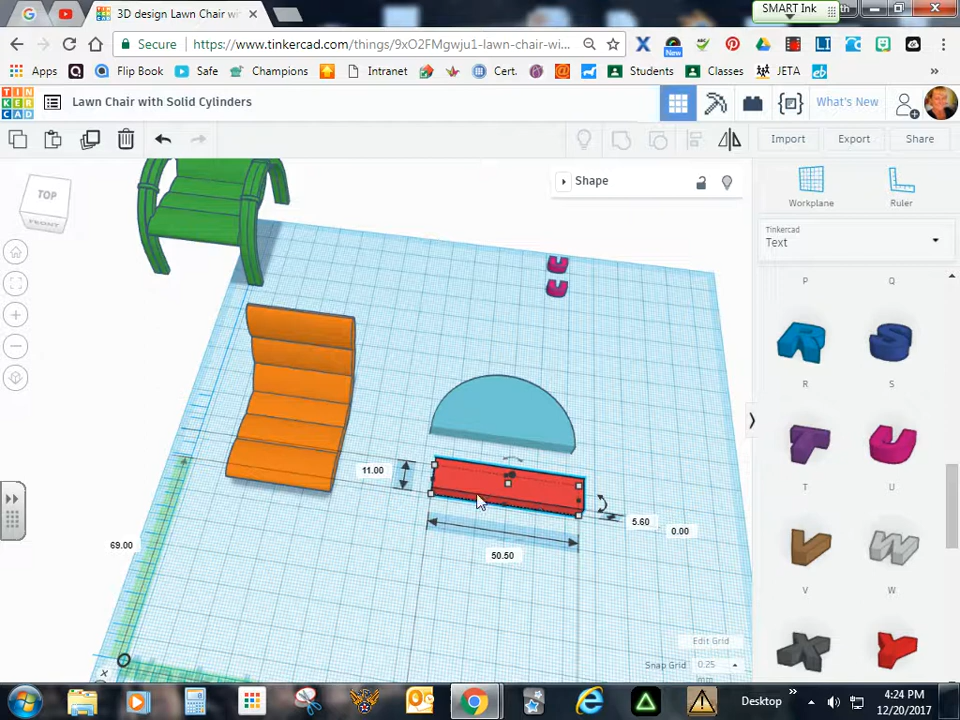 SMART Ink
3D design Lawn Chair wi
Secure
https://www.tinkercad.com/things/9xO2FMgwju1-lawn-chair-wi...
Apps
Flip Book
Safe
Champions
Intranet
Cert.
Students
Classes
JETA
TIN
KER
CAD
Lawn Chair with Solid Cylinders
What's New
Import
Export
Share
TOP
FRONT
Shape
Workplane
Ruler
Tinkercad
Text
P
Q
R
S
T
U
V
W
11.00
5.60
0.00
50.50
69.00
Edit Grid
Snap Grid
0.25
mm
Desktop
4:24 PM
12/20/2017